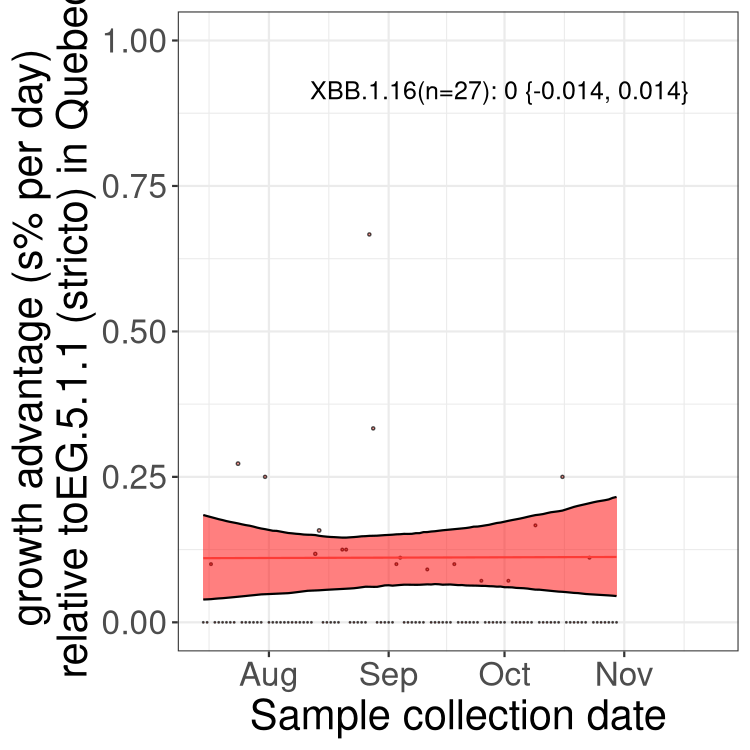 growth advantage (s% per day)
relative toEG.5.1.1 (stricto) in Quebec
1.00
0.75
0.50
0.25
0.00
XBB.1.16(n=27): 0 {-0.014, 0.014}
Aug
Sep
Oct
Nov
Sample collection date